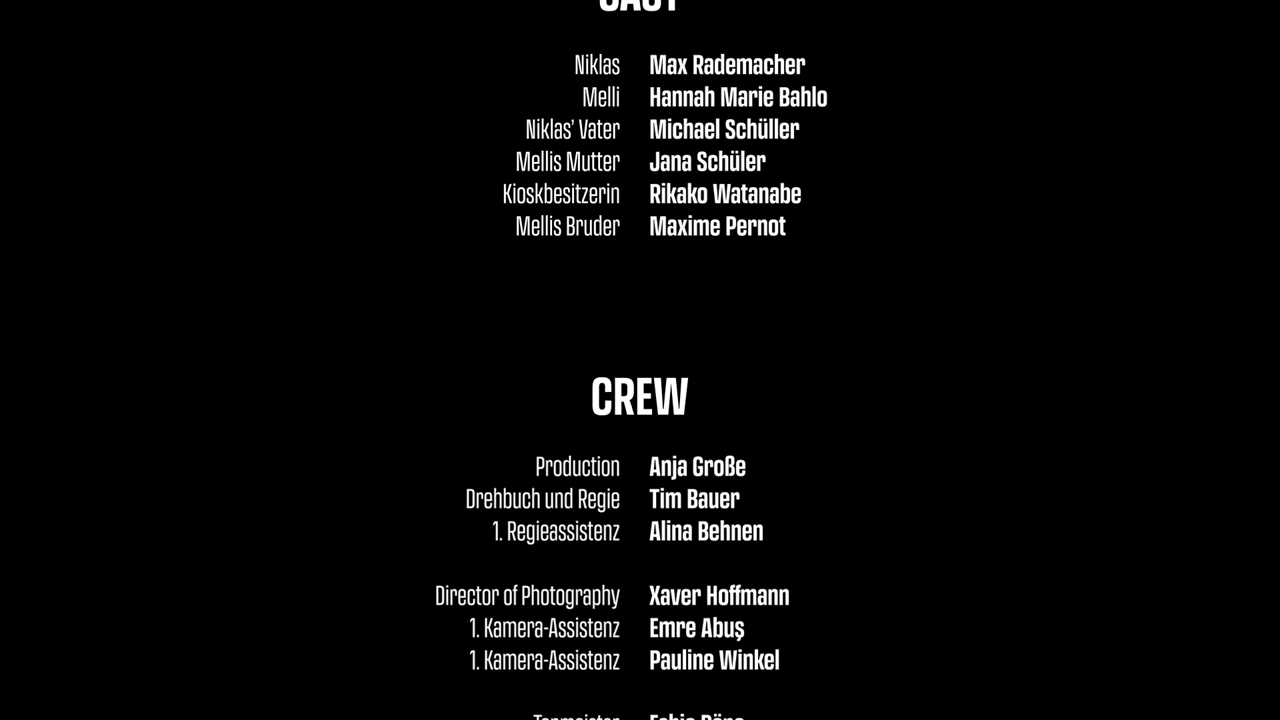 CAST
Niklas Max Rademacher
Melli Hannah Marie Bahlo
Niklas’ Vater Michael Schüller
Mellis Mutter Jana Schüler
Kioskbesitzerin Rikako Watanabe
Mellis Bruder Maxime Pernot
CREW
Production Anja Große
Drehbuch und Regie Tim Bauer
1. Regieassistenz Alina Behnen
Director of Photography Xaver Hoffmann
1. Kamera-Assistenz Emre Abuş
1. Kamera-Assistenz Pauline Winkel
Tonmeister